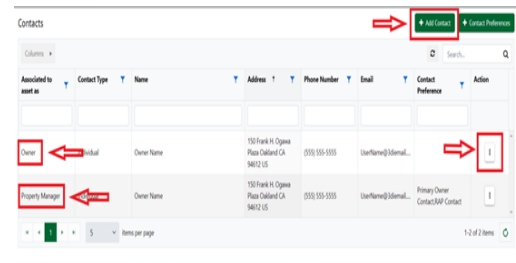 Contacts
+ Add Contact
+ Contact Preferences
Columns
Search...
Associated to asset as
Contact Type
Name
Address ↑
Phone Number
Email
Contact Preference
Action
Owner
Owner Name
150 Frank H. Ogawa
Plaza Oakland CA
94612 US
(555) 555-5555
UserName@3diemail...
Property Manager
Owner Name
150 Frank H. Ogawa
Plaza Oakland CA
94612 US
(555) 555-5555
UserName@3diemail...
Primary Owner
Contact,RAP Contact
1
5
items per page
1-2 of 2 items